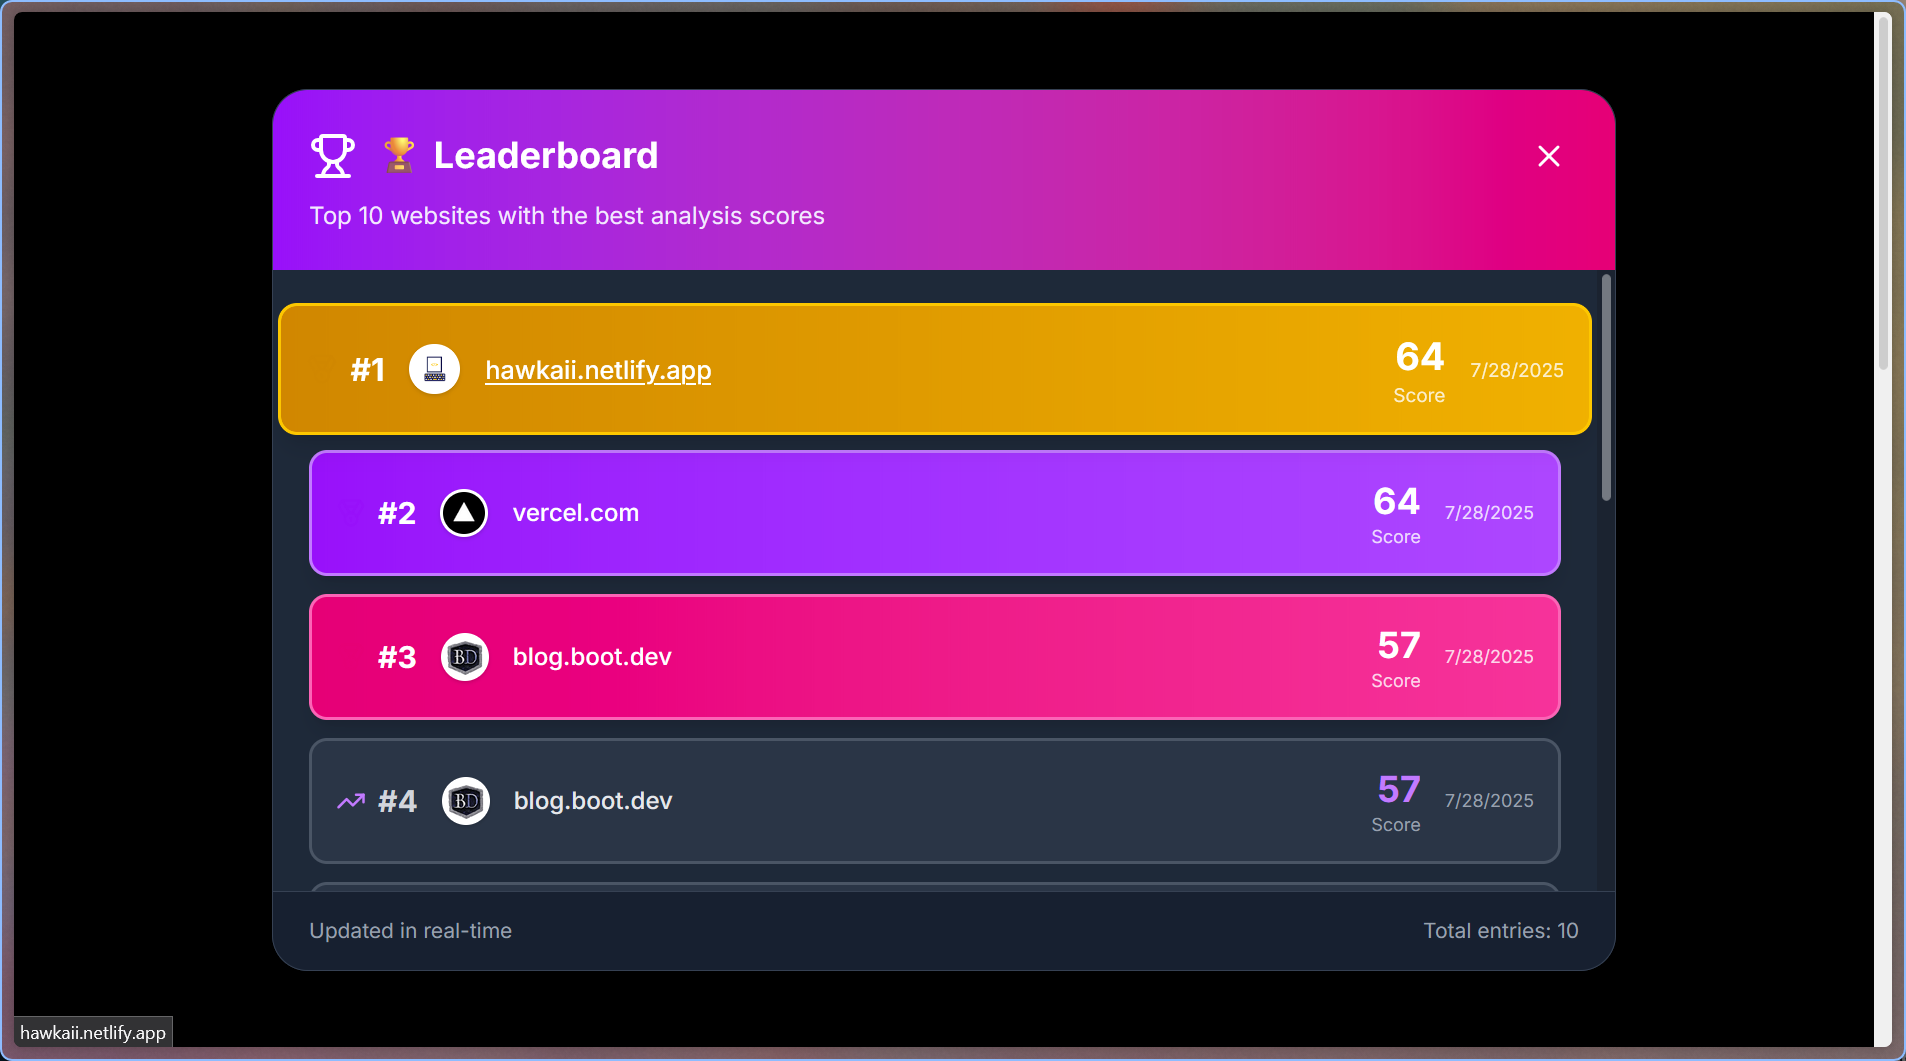 🏆 Leaderboard
Top 10 websites with the best analysis scores
#1 hawkaii.netlify.app 64 Score 7/28/2025
#2 vercel.com 64 Score 7/28/2025
#3 BD blog.boot.dev 57 Score 7/28/2025
#4 BD blog.boot.dev 57 Score 7/28/2025
Updated in real-time Total entries: 10
hawkaii.netlify.app